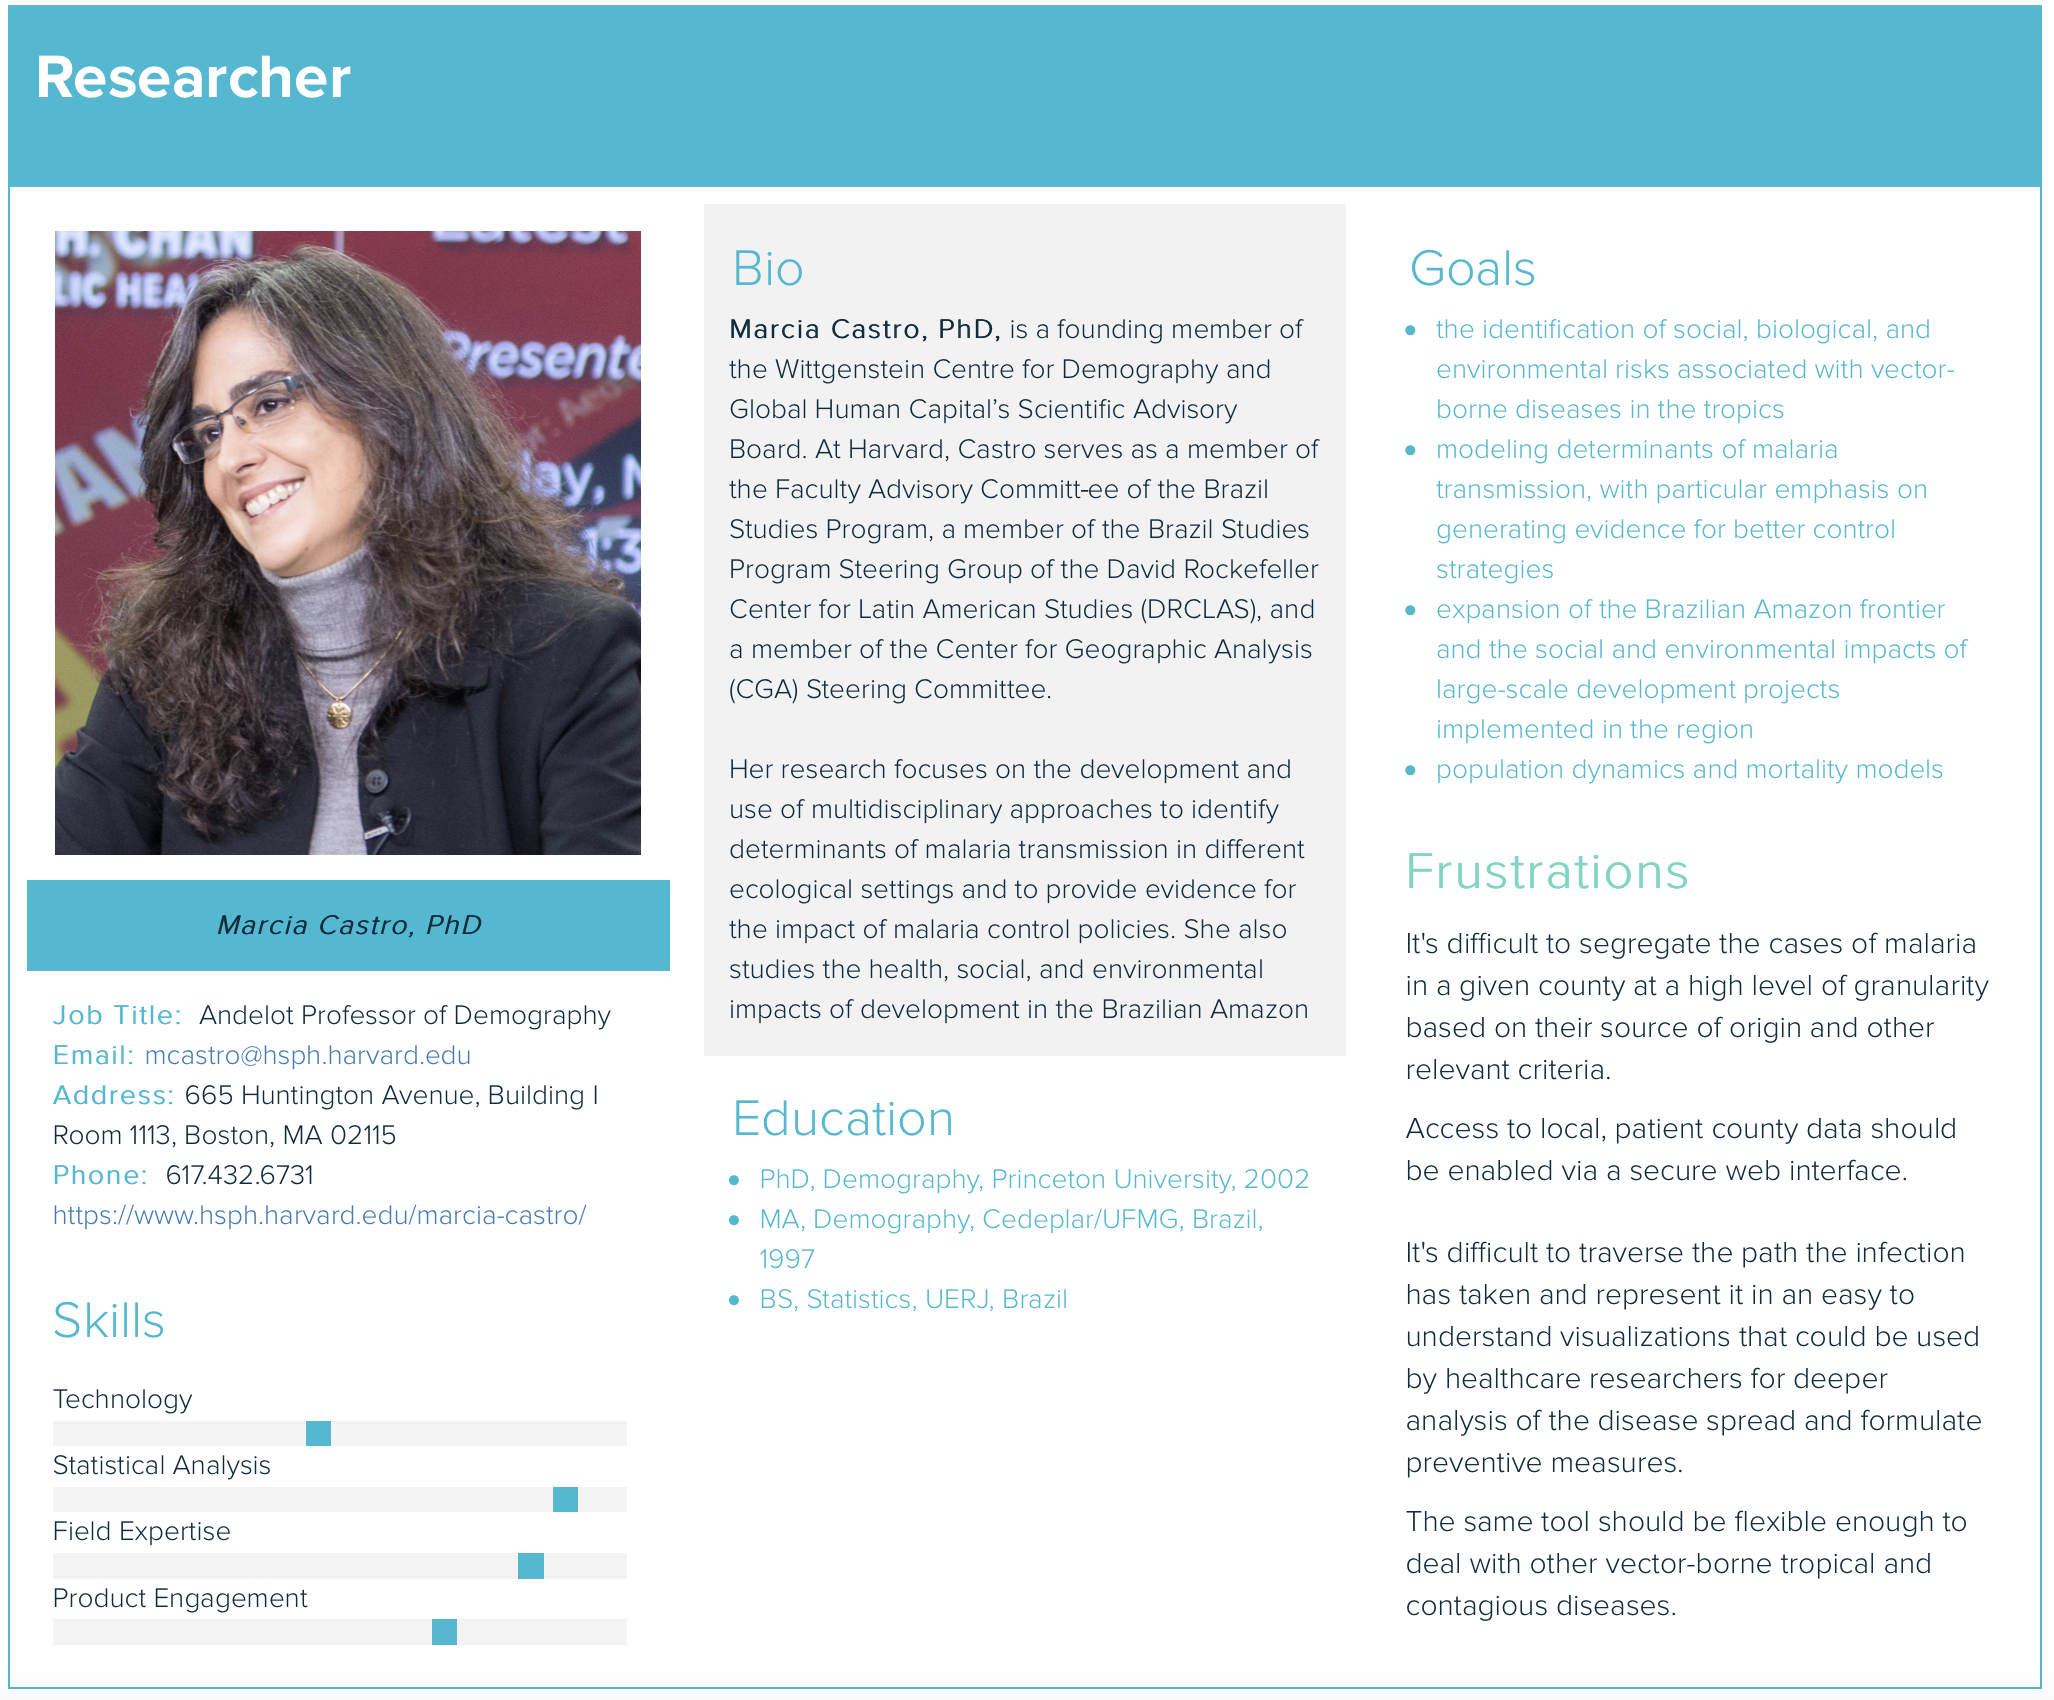 Researcher
H. CHAN
LIC HEA
Latest
Presente
ay, N
1:3
Marcia Castro, PhD
Job Title: Andelot Professor of Demography
Email: mcastro@hsph.harvard.edu
Address: 665 Huntington Avenue, Building I
Room 1113, Boston, MA 02115
Phone: 617.432.6731
https://www.hsph.harvard.edu/marcia-castro/
Skills
Technology
Statistical Analysis
Field Expertise
Product Engagement
Bio
Marcia Castro, PhD, is a founding member of
the Wittgenstein Centre for Demography and
Global Human Capital’s Scientific Advisory
Board. At Harvard, Castro serves as a member of
the Faculty Advisory Committ-ee of the Brazil
Studies Program, a member of the Brazil Studies
Program Steering Group of the David Rockefeller
Center for Latin American Studies (DRCLAS), and
a member of the Center for Geographic Analysis
(CGA) Steering Committee.
Her research focuses on the development and
use of multidisciplinary approaches to identify
determinants of malaria transmission in different
ecological settings and to provide evidence for
the impact of malaria control policies. She also
studies the health, social, and environmental
impacts of development in the Brazilian Amazon
Education
PhD, Demography, Princeton University, 2002
MA, Demography, Cedeplar/UFMG, Brazil,
1997
BS, Statistics, UERJ, Brazil
Goals
the identification of social, biological, and
environmental risks associated with vector-
borne diseases in the tropics
modeling determinants of malaria
transmission, with particular emphasis on
generating evidence for better control
strategies
expansion of the Brazilian Amazon frontier
and the social and environmental impacts of
large-scale development projects
implemented in the region
population dynamics and mortality models
Frustrations
It's difficult to segregate the cases of malaria
in a given county at a high level of granularity
based on their source of origin and other
relevant criteria.
Access to local, patient county data should
be enabled via a secure web interface.
It's difficult to traverse the path the infection
has taken and represent it in an easy to
understand visualizations that could be used
by healthcare researchers for deeper
analysis of the disease spread and formulate
preventive measures.
The same tool should be flexible enough to
deal with other vector-borne tropical and
contagious diseases.